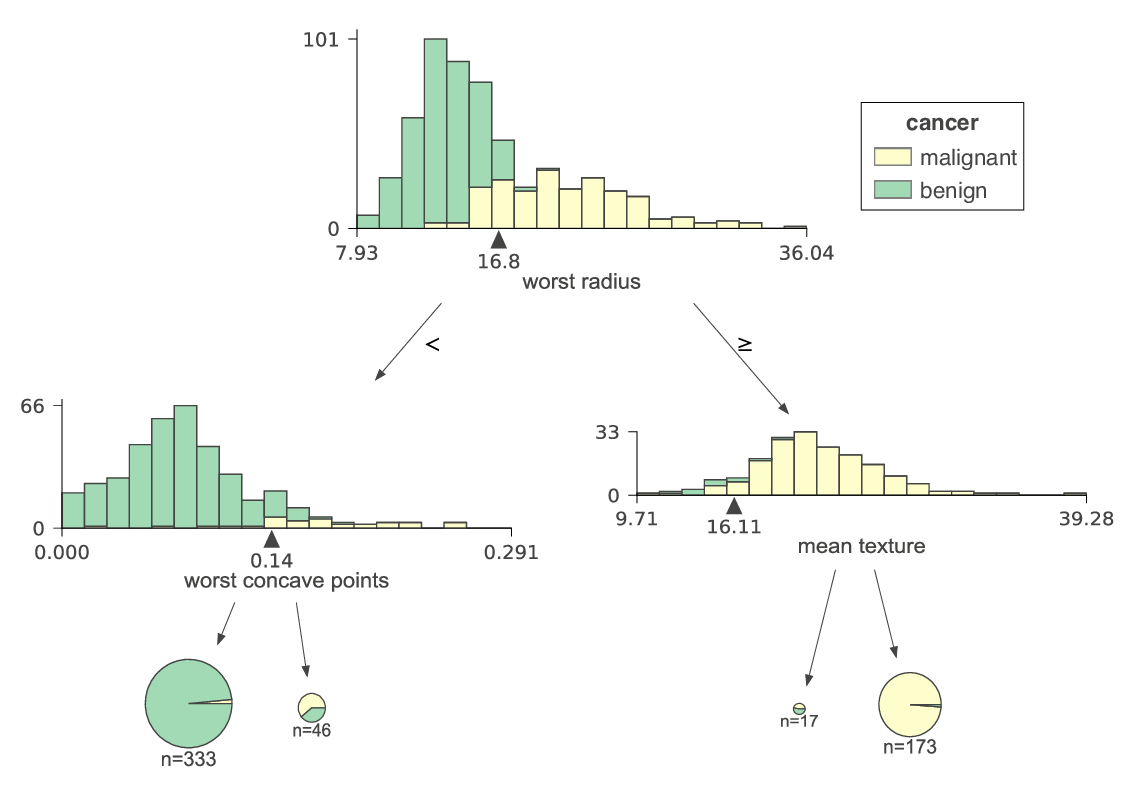 101
0
7.93
16.8
36.04
worst radius
cancer
malignant
benign
<
≥
66
0
0.000
0.14
0.291
worst concave points
33
0
9.71
16.11
39.28
mean texture
n=333
n=46
n=17
n=173